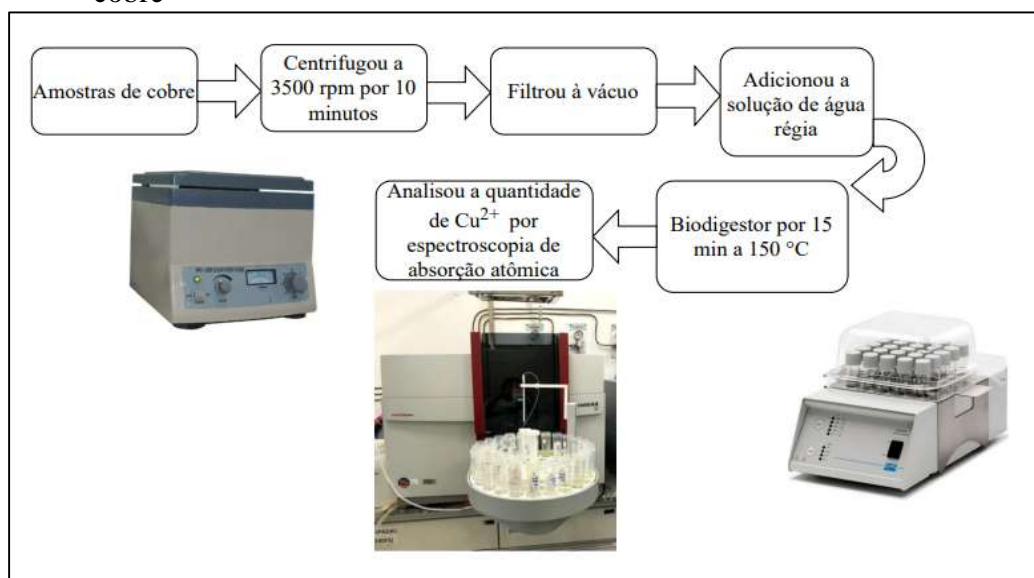 cobre
Amostras de cobre
Centrifugou a
3500 rpm por 10
minutos
Filtrou à vácuo
Adicionou a
solução de água
régia
Biodigestor por 15
min a 150 °C
Analisou a quantidade
de Cu2+ por
espectroscopia de
absorção atômica